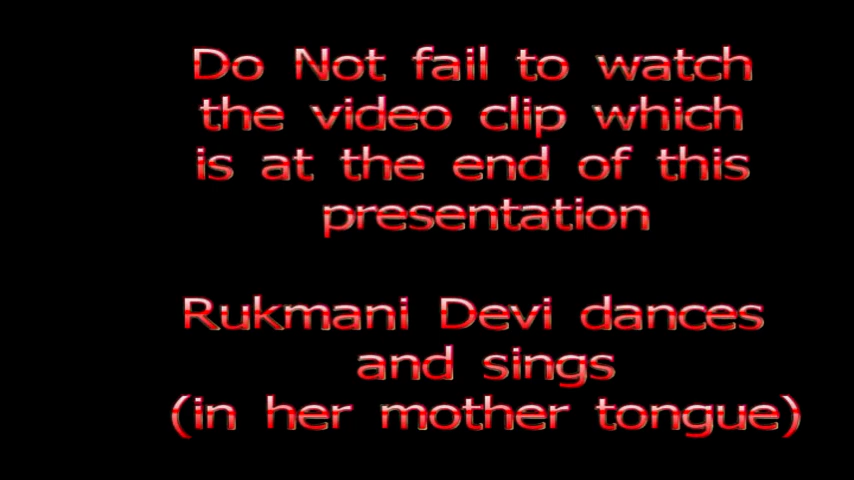 Do Not fail to watch
the video clip which
is at the end of this
presentation
Rukmani Devi dances
and sings
(in her mother tongue)